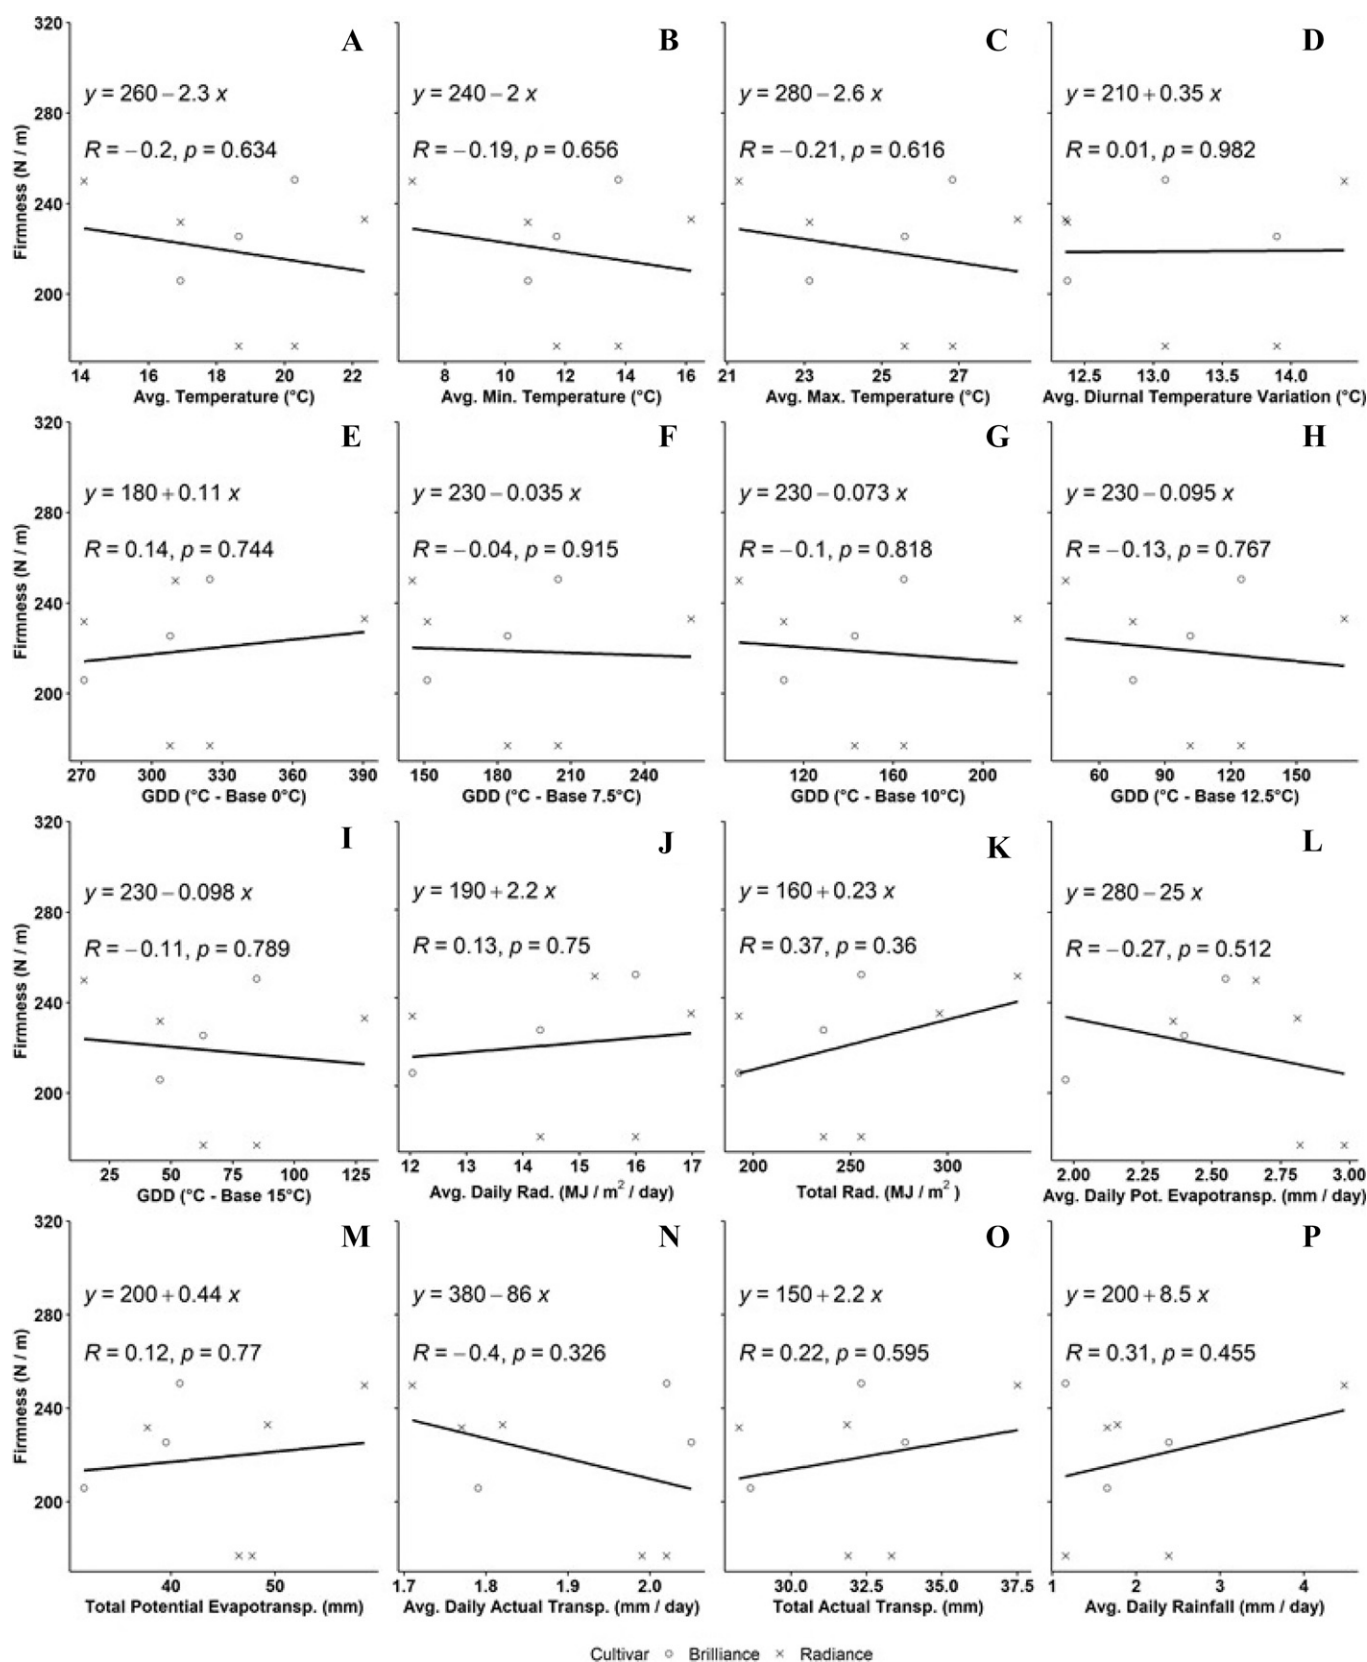 320
280
240
200
Firmness (N / m)
A
y = 260 − 2.3 x
R = −0.2, p = 0.634
14 16 18 20 22
Avg. Temperature (°C)
B
y = 240 − 2 x
R = −0.19, p = 0.656
8 10 12 14 16
Avg. Min. Temperature (°C)
C
y = 280 − 2.6 x
R = −0.21, p = 0.616
21 23 25 27
Avg. Max. Temperature (°C)
D
y = 210 + 0.35 x
R = 0.01, p = 0.982
12.5 13.0 13.5 14.0
Avg. Diurnal Temperature Variation (°C)
320
280
240
200
Firmness (N / m)
E
y = 180 + 0.11 x
R = 0.14, p = 0.744
270 300 330 360 390
GDD (°C - Base 0°C)
F
y = 230 − 0.035 x
R = −0.04, p = 0.915
150 180 210 240
GDD (°C - Base 7.5°C)
G
y = 230 − 0.073 x
R = −0.1, p = 0.818
120 160 200
GDD (°C - Base 10°C)
H
y = 230 − 0.095 x
R = −0.13, p = 0.767
60 90 120 150
GDD (°C - Base 12.5°C)
320
280
240
200
Firmness (N / m)
I
y = 230 − 0.098 x
R = −0.11, p = 0.789
25 50 75 100 125
GDD (°C - Base 15°C)
J
y = 190 + 2.2 x
R = 0.13, p = 0.75
12 13 14 15 16 17
Avg. Daily Rad. (MJ / m² / day)
K
y = 160 + 0.23 x
R = 0.37, p = 0.36
200 250 300
Total Rad. (MJ / m² )
L
y = 280 − 25 x
R = −0.27, p = 0.512
2.00 2.25 2.50 2.75 3.00
Avg. Daily Pot. Evapotransp. (mm / day)
320
280
240
200
Firmness (N / m)
M
y = 200 + 0.44 x
R = 0.12, p = 0.77
40 50
Total Potential Evapotransp. (mm)
N
y = 380 − 86 x
R = −0.4, p = 0.326
1.7 1.8 1.9 2.0
Avg. Daily Actual Transp. (mm / day)
O
y = 150 + 2.2 x
R = 0.22, p = 0.595
30.0 32.5 35.0 37.5
Total Actual Transp. (mm)
P
y = 200 + 8.5 x
R = 0.31, p = 0.455
1 2 3 4
Avg. Daily Rainfall (mm / day)
Cultivar ○ Brilliance × Radiance